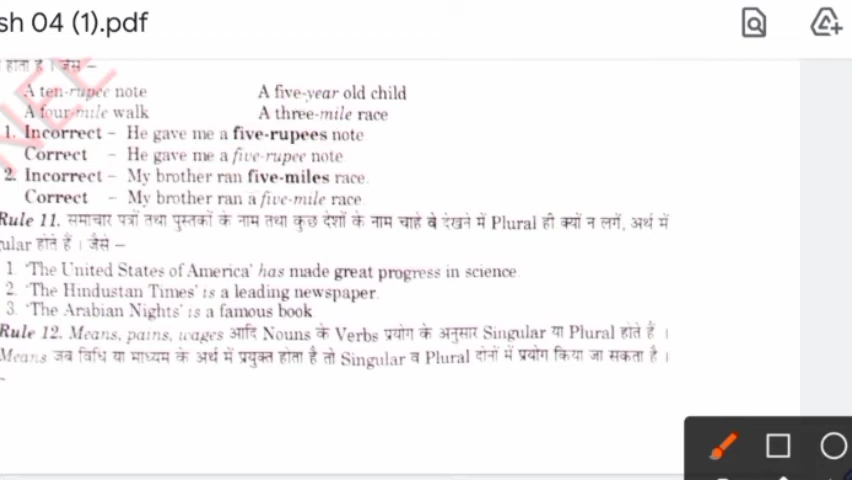 sh 04 (1).pdf
होता है । जैसे –
A ten-rupee note A five-year old child
A four-mile walk A three-mile race
1. Incorrect – He gave me a five-rupees note
Correct – He gave me a five-rupee note
2. Incorrect – My brother ran five-miles race.
Correct – My brother ran a five-mile race
Rule 11. समाचार पत्रों तथा पुस्तकों के नाम तथा कुछ देशों के नाम चाहे वे देखने में Plural ही क्यों न लगें, अर्थ में
ular होते हैं । जैसे –
1. 'The United States of America' has made great progress in science.
2. 'The Hindustan Times' is a leading newspaper.
3. 'The Arabian Nights' is a famous book
Rule 12. Means, pains, wages आदि Nouns के Verbs प्रयोग के अनुसार Singular या Plural होते हैं ।
Means जब विधि या माध्यम के अर्थ में प्रयुक्त होता है तो Singular व Plural दोनों में प्रयोग किया जा सकता है ।
–